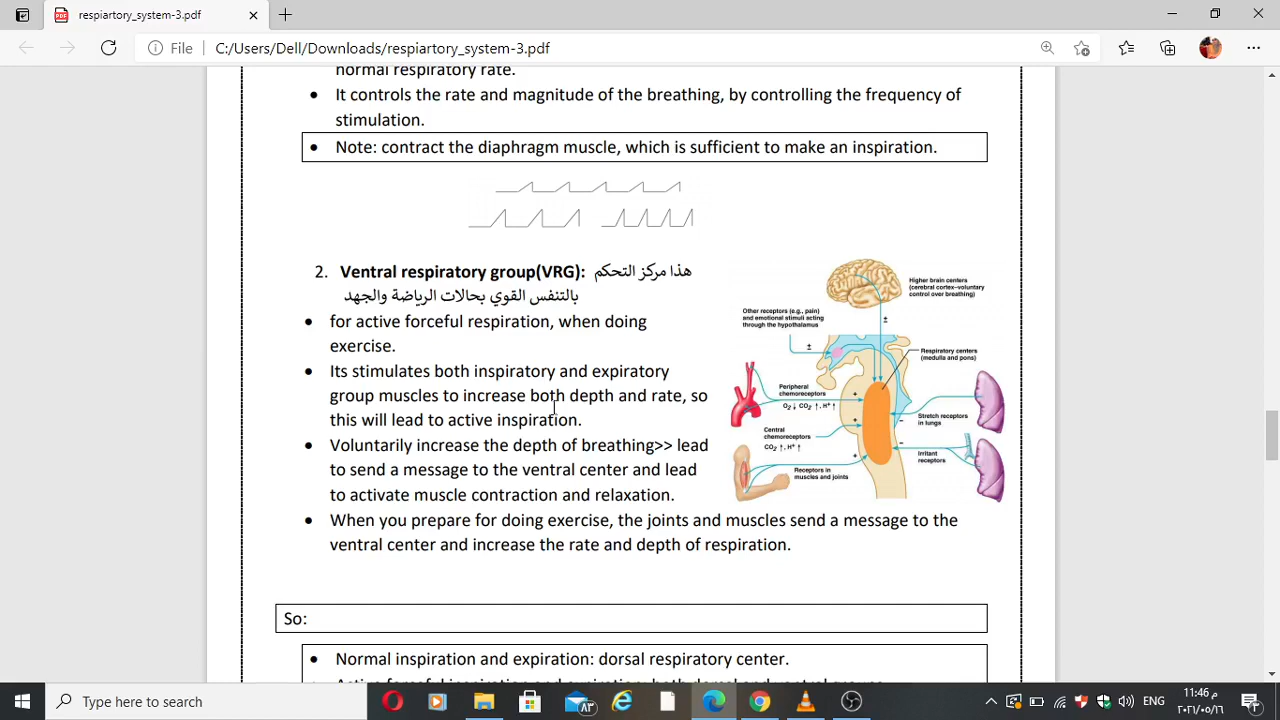 respiartory_system-3.pdf
File
C:/Users/Dell/Downloads/respiartory_system-3.pdf
normal respiratory rate.
• It controls the rate and magnitude of the breathing, by controlling the frequency of
stimulation.
• Note: contract the diaphragm muscle, which is sufficient to make an inspiration.
2. Ventral respiratory group(VRG): هذا مركز التحكم
بالتنفس القوي بحالات الرياضة والجهد
• for active forceful respiration, when doing
exercise.
• Its stimulates both inspiratory and expiratory
group muscles to increase both depth and rate, so
this will lead to active inspiration.
• Voluntarily increase the depth of breathing>> lead
to send a message to the ventral center and lead
to activate muscle contraction and relaxation.
• When you prepare for doing exercise, the joints and muscles send a message to the
ventral center and increase the rate and depth of respiration.
Higher brain centers
(cerebral cortex–voluntary
control over breathing)
±
Other receptors (e.g., pain)
and emotional stimuli acting
through the hypothalamus
±
Respiratory centers
(medulla and pons)
Peripheral
chemoreceptors
O₂ ↓, CO₂ ↑, H⁺ ↑
+
Central
chemoreceptors
CO₂ ↑, H⁺ ↑
+
Stretch receptors
in lungs
–
Irritant
receptors
–
Receptors in
muscles and joints
+
So:
• Normal inspiration and expiration: dorsal respiratory center.
Type here to search
٨٣
ENG
١١:٤٦ م
٢٠٢١/٠٥/٢٦